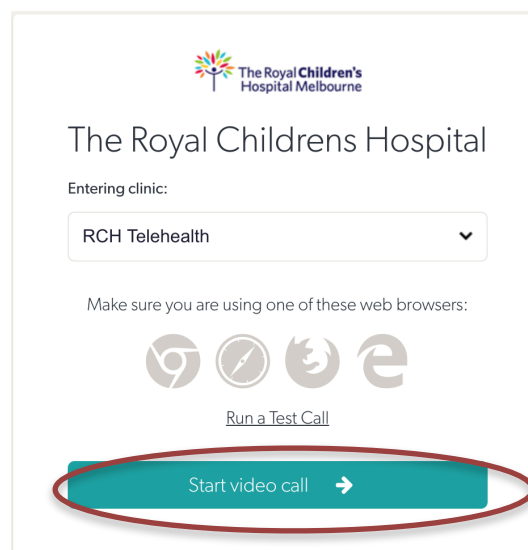 The Royal Children's
Hospital Melbourne
The Royal Childrens Hospital
Entering clinic:
RCH Telehealth
Make sure you are using one of these web browsers:
Run a Test Call
Start video call